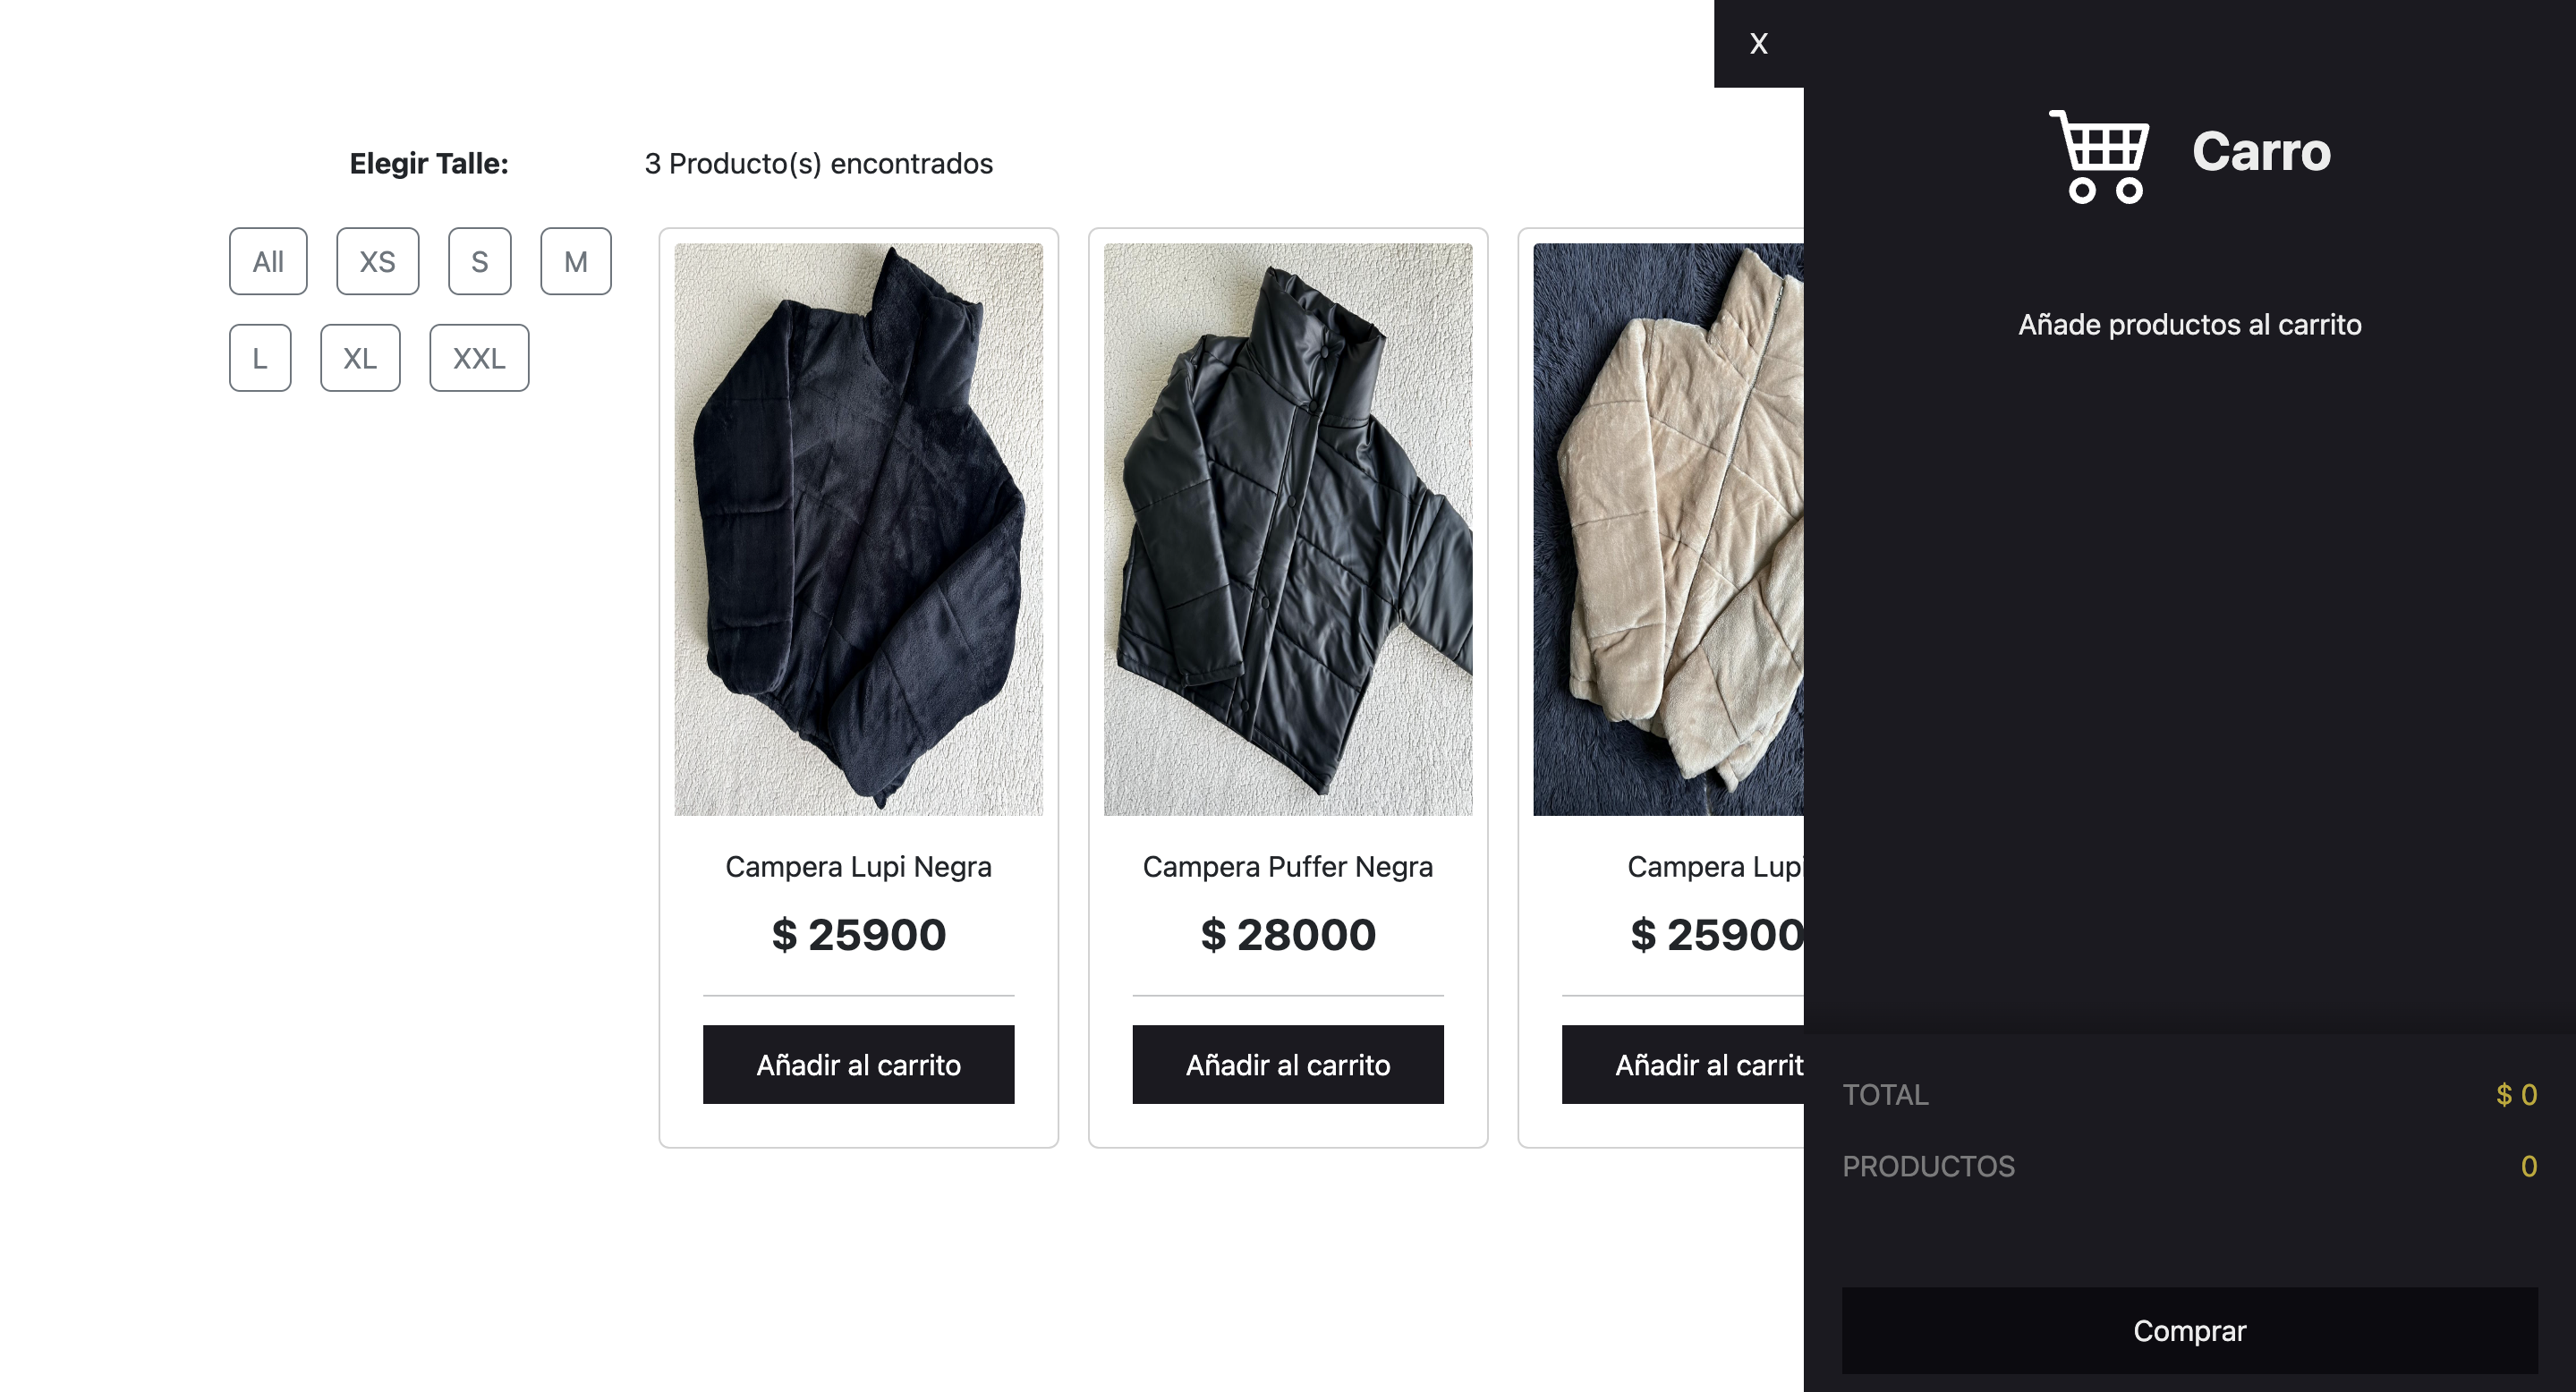 X
Carro
Añade productos al carrito
Elegir Talle:
3 Producto(s) encontrados
All
XS
S
M
L
XL
XXL
Campera Lupi Negra
$ 25900
Añadir al carrito
Campera Puffer Negra
$ 28000
Añadir al carrito
Campera Lupi
$ 25900
Añadir al carrit
TOTAL
$ 0
PRODUCTOS
0
Comprar